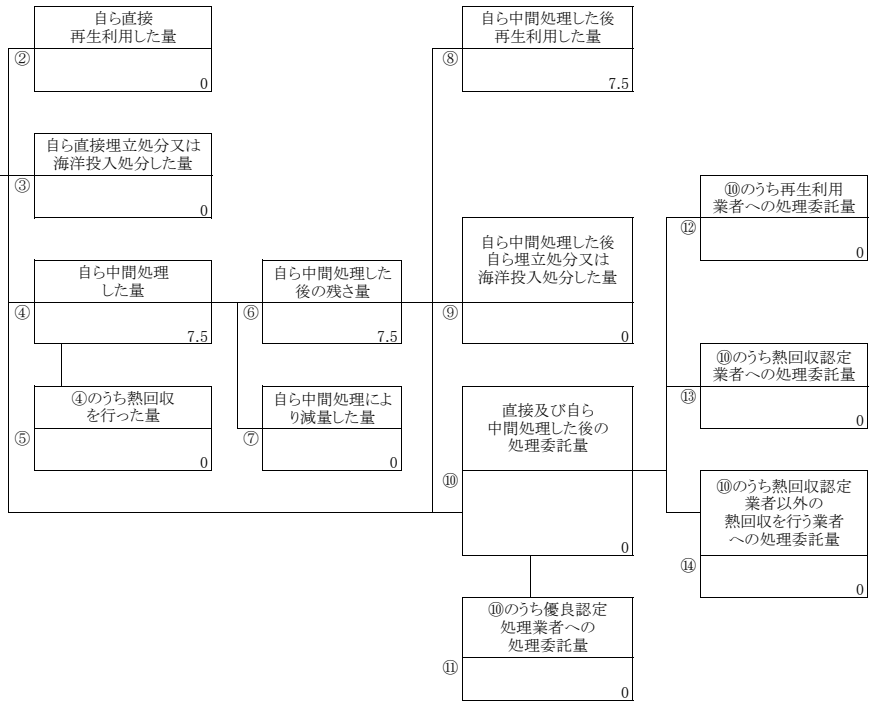 自ら直接
再生利用した量
②
0
自ら直接埋立処分又は
海洋投入処分した量
③
0
自ら中間処理
した量
④
7.5
④のうち熱回収
を行った量
⑤
0
自ら中間処理した
後の残さ量
⑥
7.5
自ら中間処理によ
り減量した量
⑦
0
自ら中間処理した後
再生利用した量
⑧
7.5
自ら中間処理した後
自ら埋立処分又は
海洋投入処分した量
⑨
0
直接及び自ら
中間処理した後の
処理委託量
⑩
0
⑩のうち優良認定
処理業者への
処理委託量
⑪
0
⑩のうち再生利用
業者への処理委託量
⑫
0
⑩のうち熱回収認定
業者への処理委託量
⑬
0
⑩のうち熱回収認定
業者以外の
熱回収を行う業者
への処理委託量
⑭
0